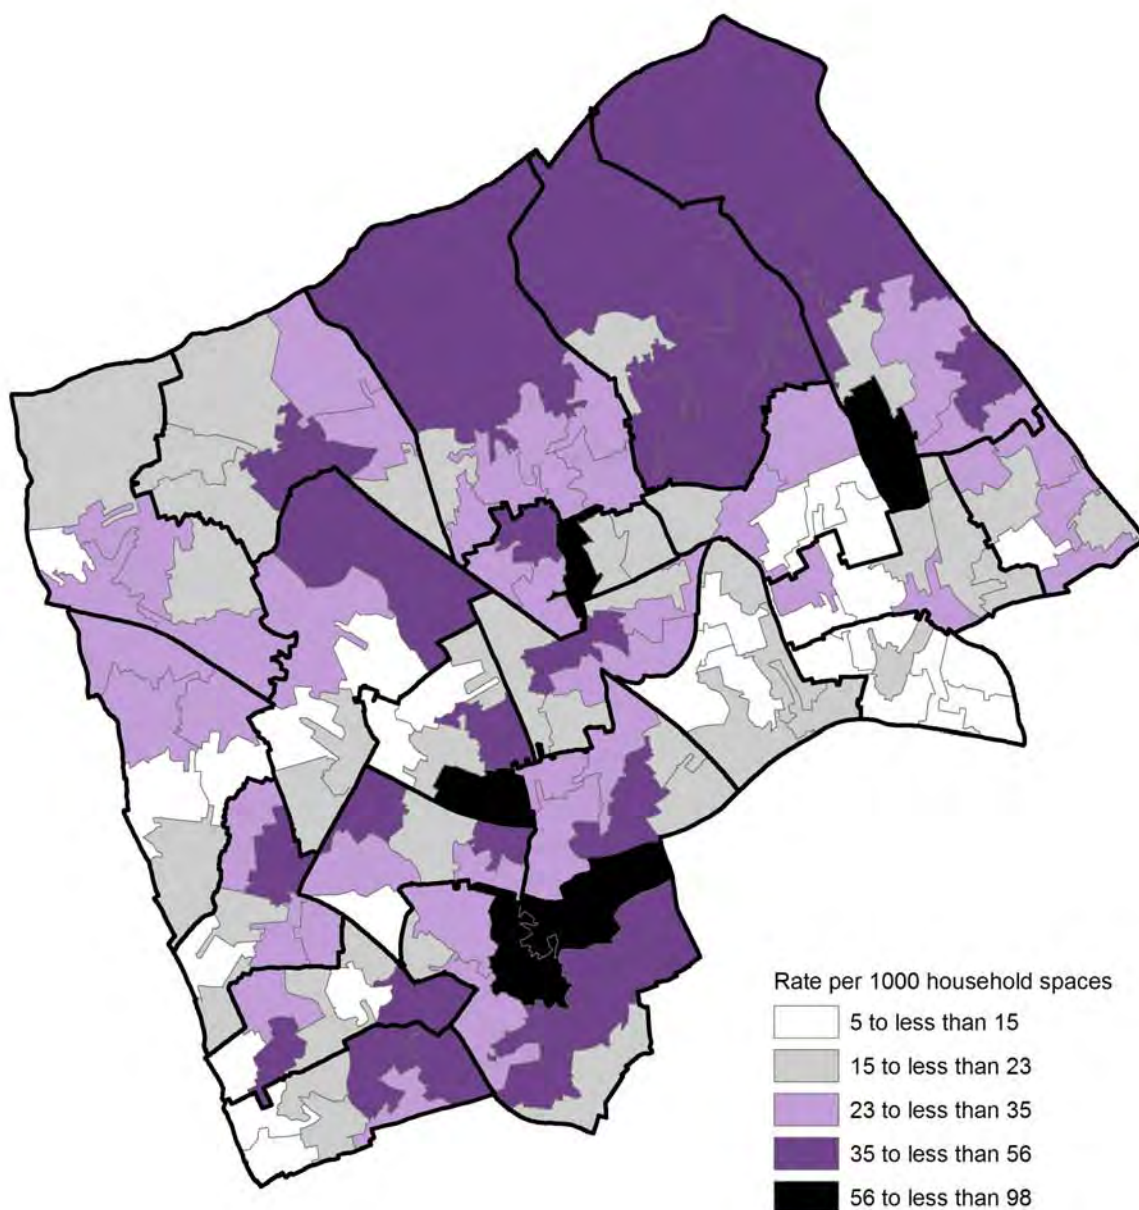 Rate per 1000 household spaces
5 to less than 15
15 to less than 23
23 to less than 35
35 to less than 56
56 to less than 98